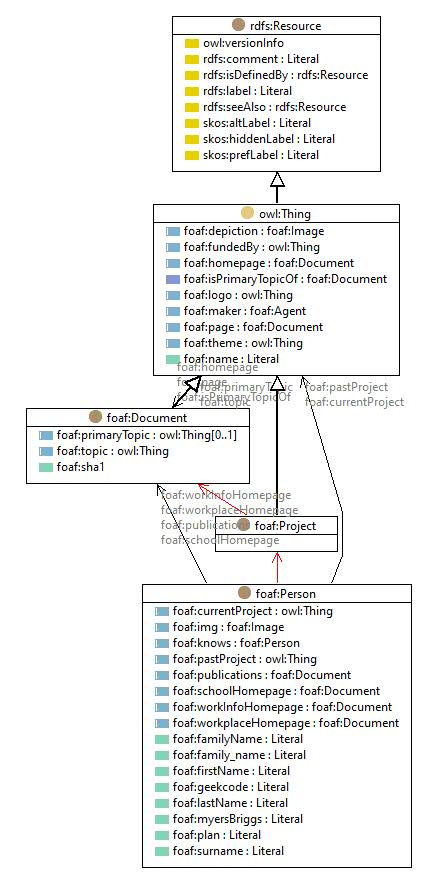 rdfs:Resource
owl:versionInfo
rdfs:comment : Literal
rdfs:isDefinedBy : rdfs:Resource
rdfs:label : Literal
rdfs:seeAlso : rdfs:Resource
skos:altLabel : Literal
skos:hiddenLabel : Literal
skos:prefLabel : Literal
owl:Thing
foaf:depiction : foaf:Image
foaf:fundedBy : owl:Thing
foaf:homepage : foaf:Document
foaf:isPrimaryTopicOf : foaf:Document
foaf:logo : owl:Thing
foaf:maker : foaf:Agent
foaf:page : foaf:Document
foaf:theme : owl:Thing
foaf:name : Literal
foaf:homepage
foaf:page
foaf:isPrimaryTopicOf
foaf:primaryTopic
foaf:topic
foaf:pastProject
foaf:currentProject
foaf:Document
foaf:primaryTopic : owl:Thing[0..1]
foaf:topic : owl:Thing
foaf:sha1
foaf:workInfoHomepage
foaf:workplaceHomepage
foaf:publications
foaf:schoolHomepage
foaf:Project
foaf:Person
foaf:currentProject : owl:Thing
foaf:img : foaf:Image
foaf:knows : foaf:Person
foaf:pastProject : owl:Thing
foaf:publications : foaf:Document
foaf:schoolHomepage : foaf:Document
foaf:workInfoHomepage : foaf:Document
foaf:workplaceHomepage : foaf:Document
foaf:familyName : Literal
foaf:family_name : Literal
foaf:firstName : Literal
foaf:geekcode : Literal
foaf:lastName : Literal
foaf:myersBriggs : Literal
foaf:plan : Literal
foaf:surname : Literal